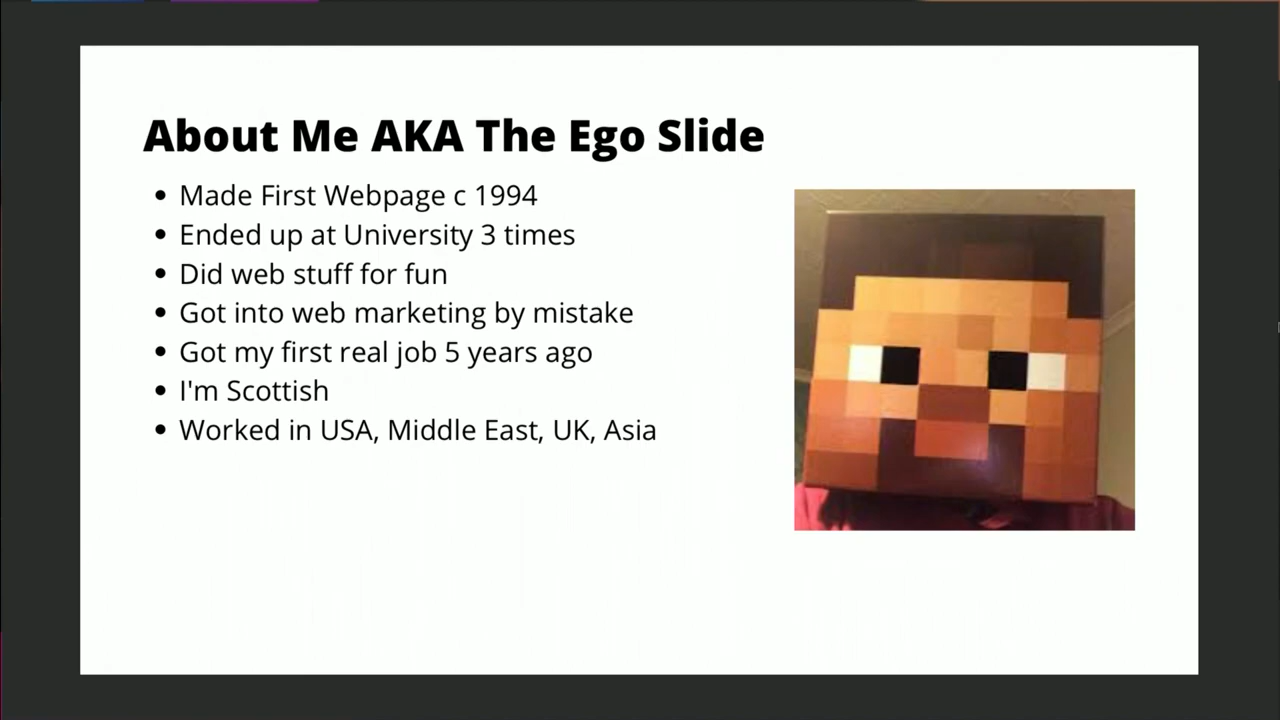 About Me AKA The Ego Slide
• Made First Webpage c 1994
• Ended up at University 3 times
• Did web stuff for fun
• Got into web marketing by mistake
• Got my first real job 5 years ago
• I'm Scottish
• Worked in USA, Middle East, UK, Asia